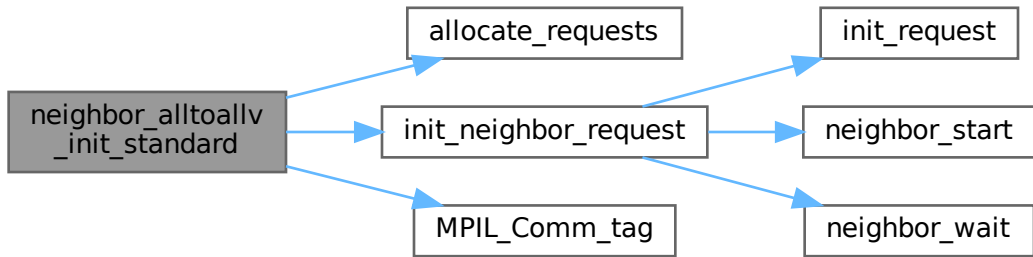 neighbor_alltoallv
_init_standard
allocate_requests
init_neighbor_request
MPIL_Comm_tag
init_request
neighbor_start
neighbor_wait